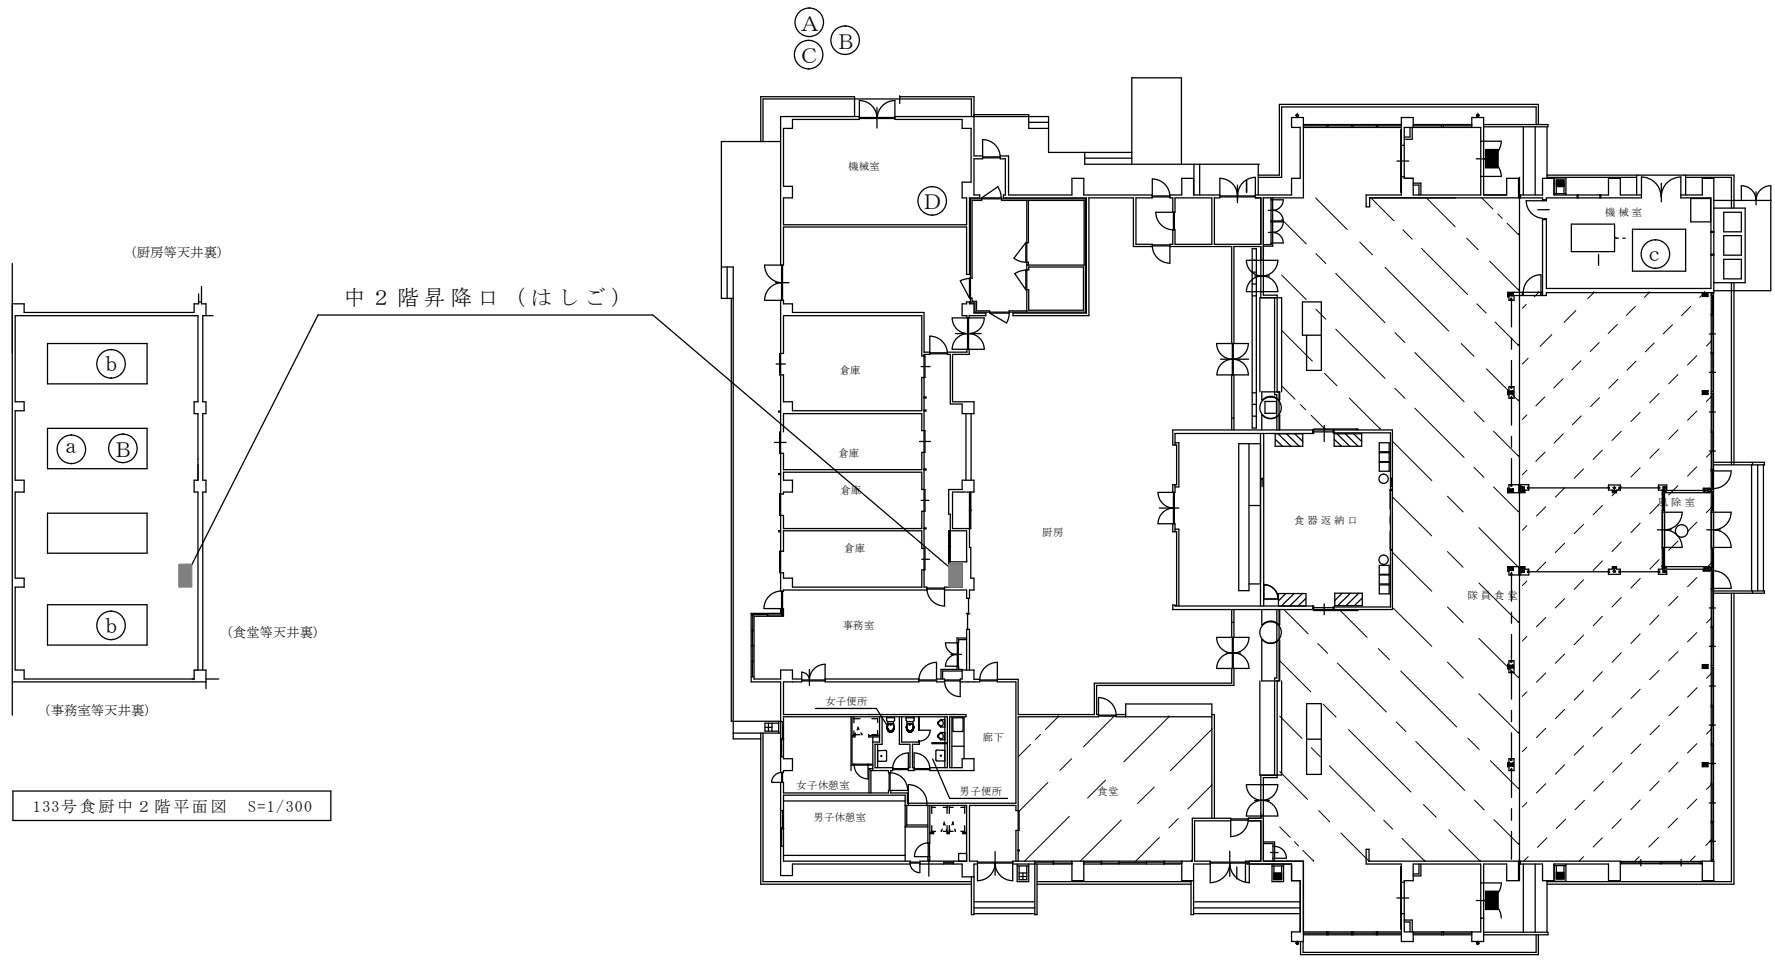 A
B
C
機械室
D
機械室
c
(厨房等天井裏)
中２階昇降口（はしご）
b
a
B
b
倉庫
倉庫
倉庫
倉庫
厨房
食器返納口
風除室
隊員食堂
事務室
(食堂等天井裏)
(事務室等天井裏)
女子便所
廊下
女子休憩室
男子便所
食堂
男子休憩室
133号食厨中２階平面図　S=1/300